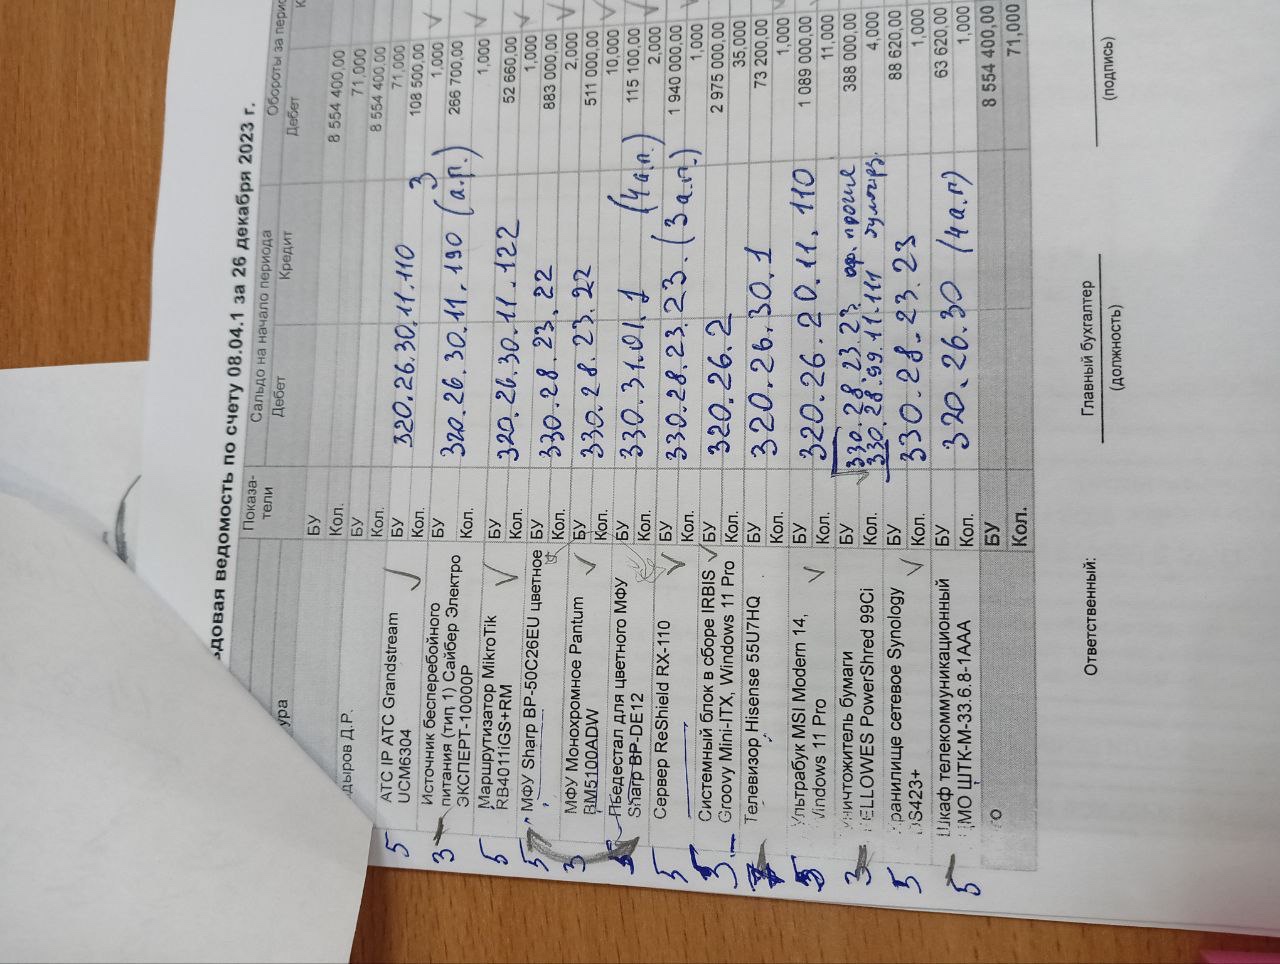 ьдовая ведомость по счету 08.04.1 за 26 декабря 2023 г.
Показа-тели Сальдо на начало периода Обороты за перио
ура Дебет Кредит Дебет К
БУ 8 554 400,00
Кол. 71,000
дыров Д.Р. БУ 8 554 400,00
Кол. 71,000
5 АТС IP АТС Grandstream БУ 320.26.30.11.110 108 500,00
UCM6304 Кол. 1,000
3 Источник бесперебойного БУ 320.26.30.11.190 (3 а.п.) 266 700,00
питания (тип 1) Сайбер Электро
ЭКСПЕРТ-10000Р Кол. 1,000
5 Маршрутизатор MikroTik БУ 320.26.30.11.122 52 660,00
RB4011iGS+RM Кол. 1,000
5 МФУ Sharp BP-50C26EU цветное БУ 330.28.23.22 883 000,00
Кол. 2,000
3 МФУ Монохромное Pantum БУ 330.28.23.22 511 000,00
BM5100ADW Кол. 10,000
Пьедестал для цветного МФУ БУ 330.31.01.1 (4 а.п.) 115 100,00
Sharp BP-DE12 Кол. 2,000
5 Сервер ReShield RX-110 БУ 330.28.23.23. (3 а.п.) 1 940 000,00
Кол. 1,000
3 Системный блок в сборе IRBIS БУ 320.26.2 2 975 000,00
Groovy Mini-ITX, Windows 11 Pro Кол. 35,000
Телевизор Hisense 55U7HQ БУ 320.26.30.1 73 200,00
Кол. 1,000
Ультрабук MSI Modern 14, БУ 320.26.20.11.110 1 089 000,00
Windows 11 Pro Кол. 11,000
3 Уничтожитель бумаги БУ 330.28.23.23 оф. прочие 388 000,00
FELLOWES PowerShred 99Ci Кол. 330.28.99.11.111 4,000
5 Хранилище сетевое Synology БУ 330.28.23.23 88 620,00
DS423+ Кол. 1,000
5 Шкаф телекоммуникационный БУ 320.26.30 (4 а.п) 63 620,00
ЦМО ШТК-М-33.6.8-1ААА Кол. 1,000
го БУ 8 554 400,00
Кол. 71,000
Ответственный: Главный бухгалтер
(должность) (подпись)